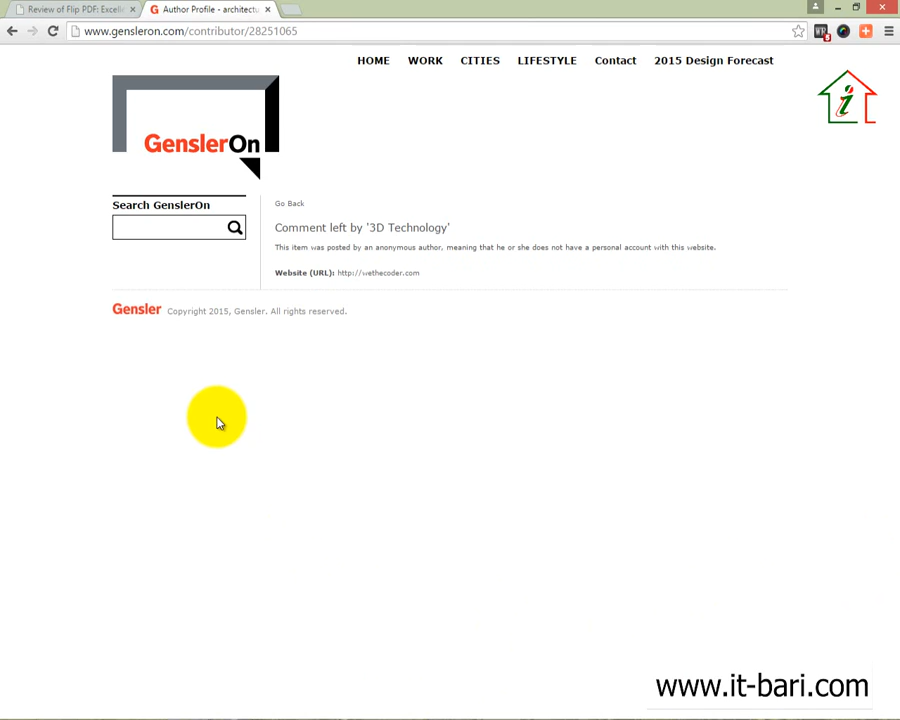 Review of Flip PDF: Excelle
Author Profile - architectu
www.gensleron.com/contributor/28251065
HOME WORK CITIES LIFESTYLE Contact 2015 Design Forecast
i
GenslerOn
Search GenslerOn
Go Back
Comment left by '3D Technology'
This item was posted by an anonymous author, meaning that he or she does not have a personal account with this website.
Website (URL): http://wethecoder.com
Gensler Copyright 2015, Gensler. All rights reserved.
www.it-bari.com